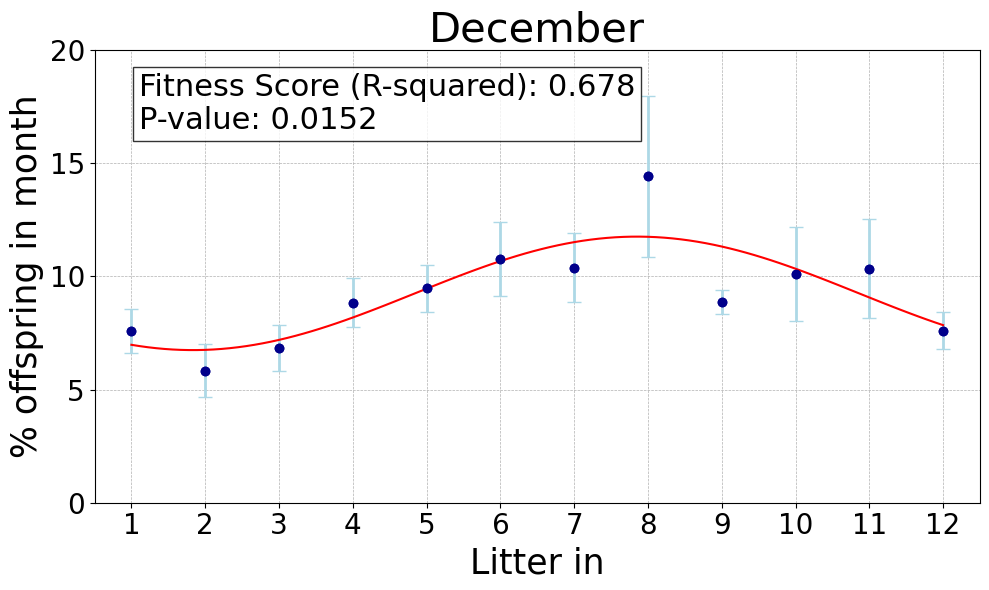 December
Fitness Score (R-squared): 0.678
P-value: 0.0152
% offspring in month
20
15
10
5
0
1 2 3 4 5 6 7 8 9 10 11 12
Litter in